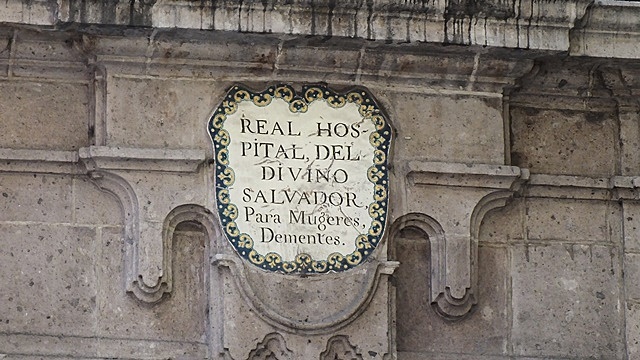 REAL HOS-
PITAL, DEL
DIVINO
SALVADOR,
Para Mugeres,
Dementes.